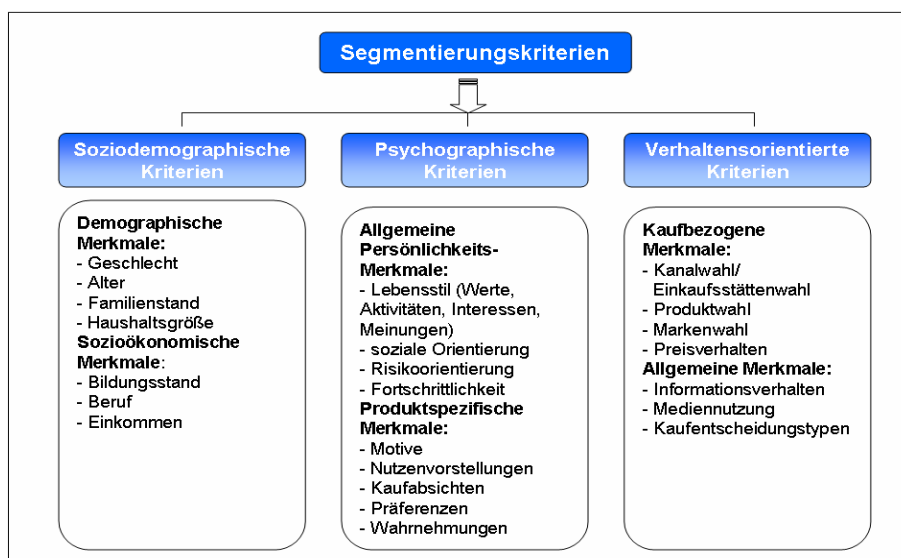 Segmentierungskriterien
Soziodemographische
Kriterien
Psychographische
Kriterien
Verhaltensorientierte
Kriterien
Demographische
Merkmale:
- Geschlecht
- Alter
- Familienstand
- Haushaltsgröße
Sozioökonomische
Merkmale:
- Bildungsstand
- Beruf
- Einkommen
Allgemeine
Persönlichkeits-
Merkmale:
- Lebensstil (Werte,
Aktivitäten, Interessen,
Meinungen)
- soziale Orientierung
- Risikoorientierung
- Fortschrittlichkeit
Produktspezifische
Merkmale:
- Motive
- Nutzenvorstellungen
- Kaufabsichten
- Präferenzen
- Wahrnehmungen
Kaufbezogene
Merkmale:
- Kanalwahl/
Einkaufsstättenwahl
- Produktwahl
- Markenwahl
- Preisverhalten
Allgemeine Merkmale:
- Informationsverhalten
- Mediennutzung
- Kaufentscheidungstypen